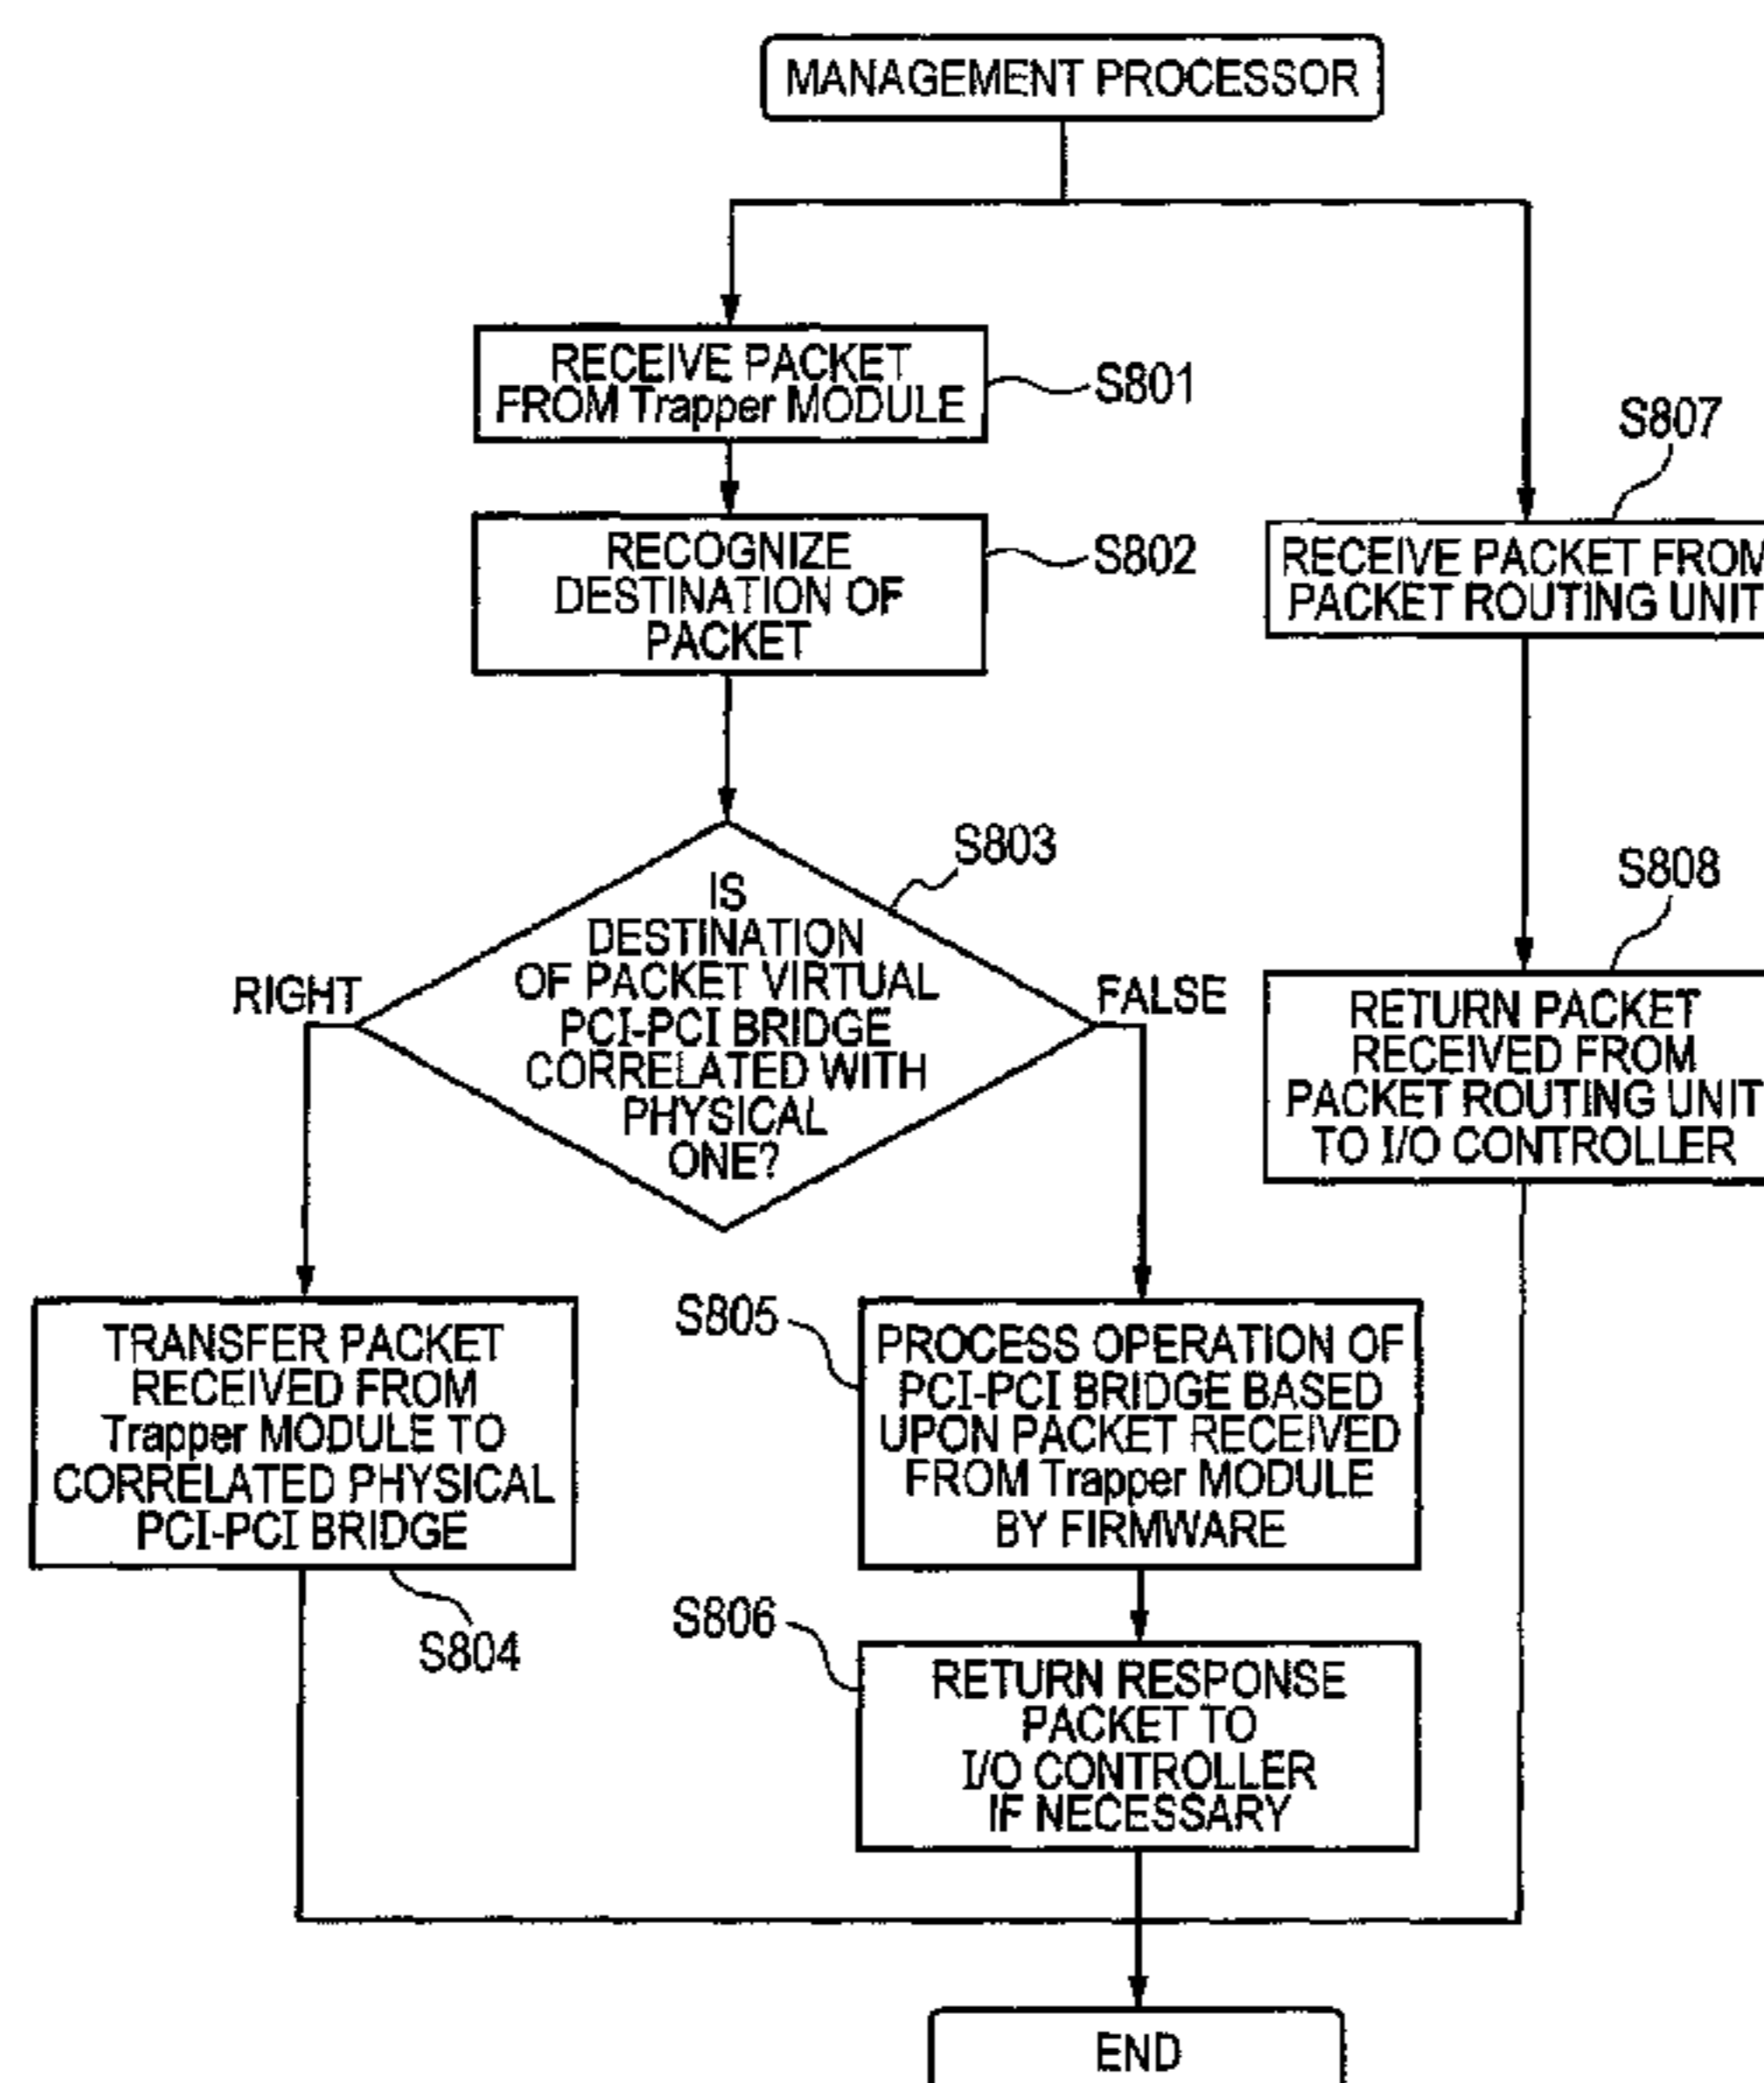 MANAGEMENT PROCESSOR
RECEIVE PACKET
FROM Trapper MODULE
S801
S807
RECOGNIZE
DESTINATION OF
PACKET
S802
RECEIVE PACKET FROM
PACKET ROUTING UNIT
S803
IS
DESTINATION
OF PACKET VIRTUAL
PCI-PCI BRIDGE
CORRELATED WITH
PHYSICAL
ONE?
RIGHT
FALSE
S808
RETURN PACKET
RECEIVED FROM
PACKET ROUTING UNIT
TO I/O CONTROLLER
TRANSFER PACKET
RECEIVED FROM
Trapper MODULE TO
CORRELATED PHYSICAL
PCI-PCI BRIDGE
S804
S805
PROCESS OPERATION OF
PCI-PCI BRIDGE BASED
UPON PACKET RECEIVED
FROM Trapper MODULE
BY FIRMWARE
S806
RETURN RESPONSE
PACKET TO
I/O CONTROLLER
IF NECESSARY
END